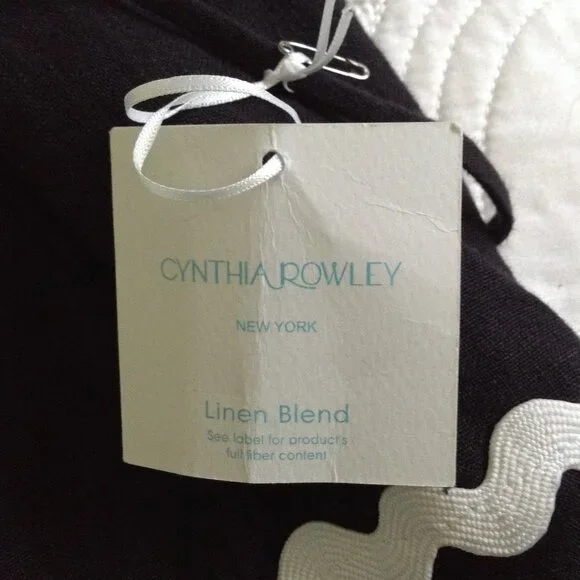 CYNTHIA ROWLEY
NEW YORK
Linen Blend
See label for product's
full fiber content